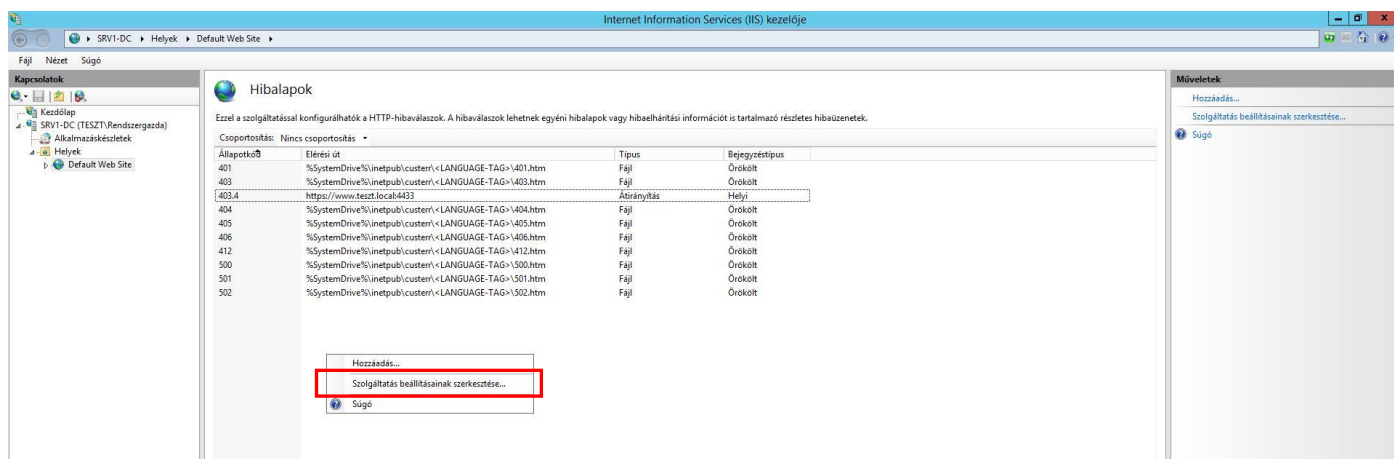 Internet Information Services (IIS) kezelője
SRV1-DC Helyek Default Web Site
Fájl Nézet Súgó
Kapcsolatok
Kezdőlap
SRV1-DC (TESZT\Rendszergazda)
Alkalmazáskészletek
Helyek
Default Web Site
Hibalapok
Ezzel a szolgáltatással konfigurálhatók a HTTP-hibaválaszok. A hibaválaszok lehetnek egyéni hibalapok vagy hibaelhárítási információt is tartalmazó részletes hibaüzenetek.
Csoportosítás: Nincs csoportosítás
Állapotkód Elérési út Típus Bejegyzéstípus
401 %SystemDrive%\inetpub\custerr\<LANGUAGE-TAG>\401.htm Fájl Örökölt
403 %SystemDrive%\inetpub\custerr\<LANGUAGE-TAG>\403.htm Fájl Örökölt
403.4 https://www.teszt.local:4433 Átirányítás Helyi
404 %SystemDrive%\inetpub\custerr\<LANGUAGE-TAG>\404.htm Fájl Örökölt
405 %SystemDrive%\inetpub\custerr\<LANGUAGE-TAG>\405.htm Fájl Örökölt
406 %SystemDrive%\inetpub\custerr\<LANGUAGE-TAG>\406.htm Fájl Örökölt
412 %SystemDrive%\inetpub\custerr\<LANGUAGE-TAG>\412.htm Fájl Örökölt
500 %SystemDrive%\inetpub\custerr\<LANGUAGE-TAG>\500.htm Fájl Örökölt
501 %SystemDrive%\inetpub\custerr\<LANGUAGE-TAG>\501.htm Fájl Örökölt
502 %SystemDrive%\inetpub\custerr\<LANGUAGE-TAG>\502.htm Fájl Örökölt
Hozzáadás...
Szolgáltatás beállításainak szerkesztése...
Súgó
Műveletek
Hozzáadás...
Szolgáltatás beállításainak szerkesztése...
Súgó